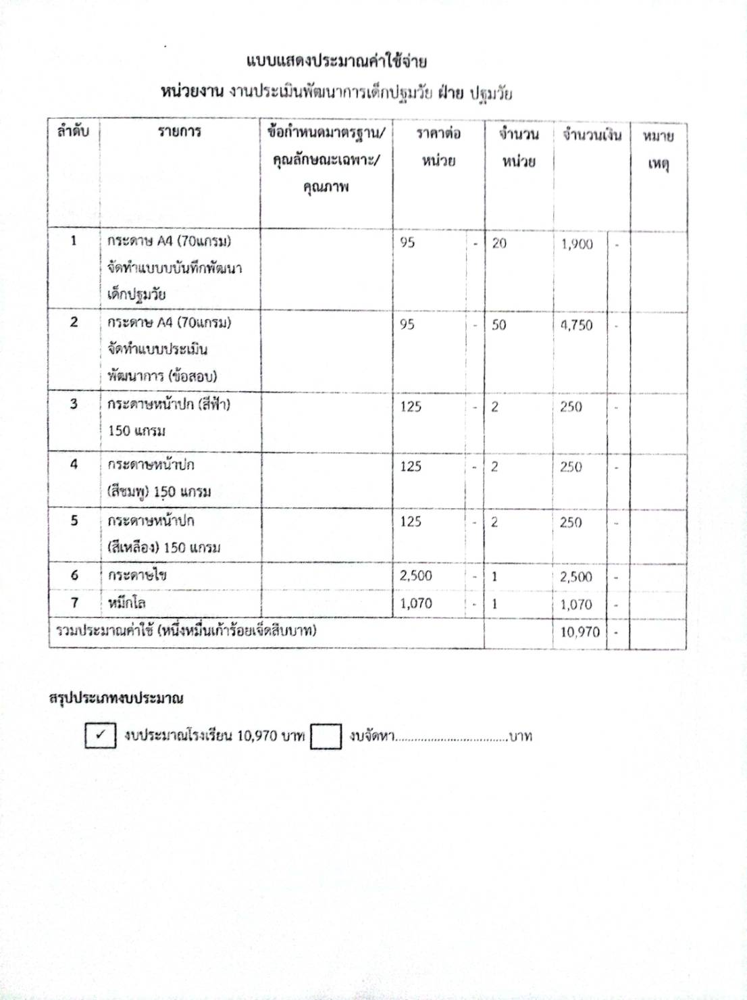 แบบแสดงประมาณค่าใช้จ่าย
หน่วยงาน งานประเมินพัฒนาการเด็กปฐมวัย ฝ่าย ปฐมวัย
ลำดับ รายการ ข้อกำหนดมาตรฐาน/ ราคาต่อ จำนวน จำนวนเงิน หมาย
คุณลักษณะเฉพาะ/ หน่วย หน่วย เหตุ
คุณภาพ
1 กระดาษ A4 (70แกรม) 95 - 20 1,900 -
จัดทำแบบบบันทึกพัฒนา
เด็กปฐมวัย
2 กระดาษ A4 (70แกรม) 95 - 50 4,750 -
จัดทำแบบประเมิน
พัฒนาการ (ข้อสอบ)
3 กระดาษหน้าปก (สีฟ้า) 125 - 2 250 -
150 แกรม
4 กระดาษหน้าปก 125 - 2 250 -
(สีชมพู) 150 แกรม
5 กระดาษหน้าปก 125 - 2 250 -
(สีเหลือง) 150 แกรม
6 กระดาษไข 2,500 - 1 2,500 -
7 หมึกโล 1,070 - 1 1,070 -
รวมประมาณค่าใช้ (หนึ่งหมื่นเก้าร้อยเจ็ดสิบบาท) 10,970 -
สรุปประเภทงบประมาณ
✓ งบประมาณโรงเรียน 10,970 บาท งบจัดหา...................................บาท